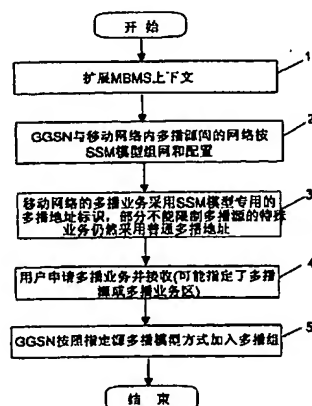 开 始
1
扩展MBMS上下文
2
GGSN与移动网络内多播源间的网络按
SSM模型组网和配置
3
移动网络的多播业务采用SSM模型专用的
多播地址标识，部分不能限制多播源的特殊
业务仍然采用普通多播地址
4
用户申请多播业务并接收(可能指定了多播
源或多播业务区)
5
GGSN按照指定源多播模型方式加入多播组
结 束